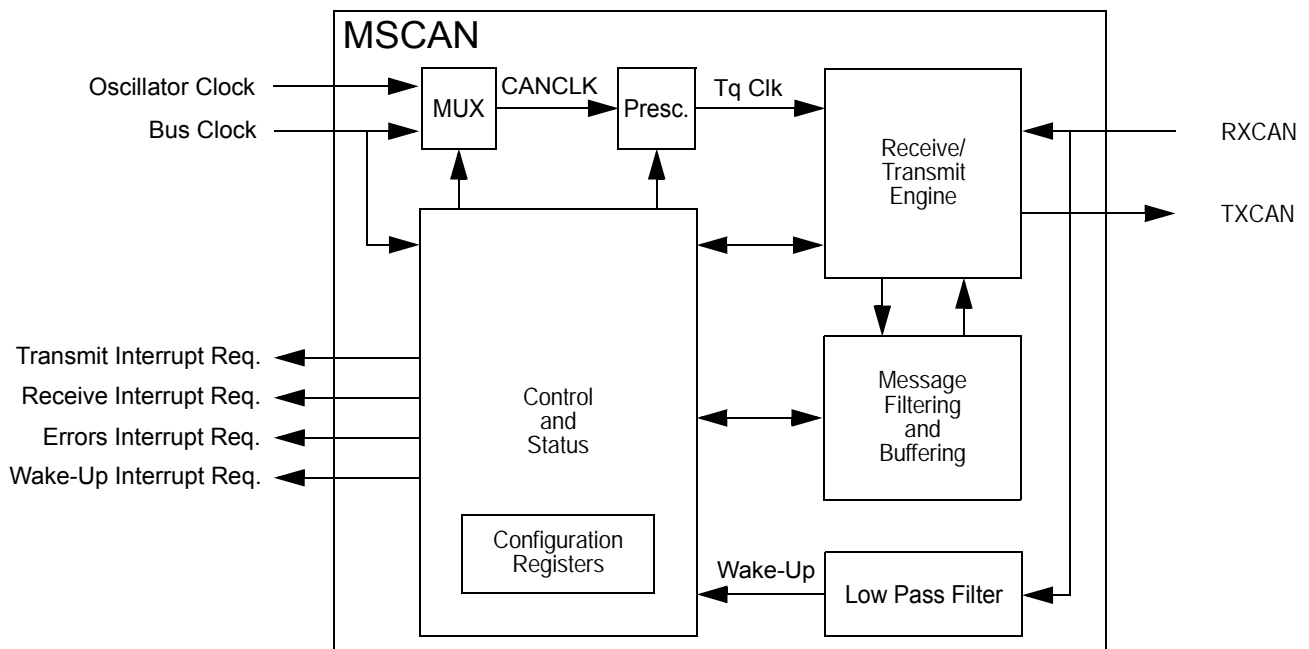 MSCAN
Oscillator Clock
Bus Clock
MUX
CANCLK
Presc.
Tq Clk
Receive/
Transmit
Engine
RXCAN
TXCAN
Transmit Interrupt Req.
Receive Interrupt Req.
Errors Interrupt Req.
Wake-Up Interrupt Req.
Control
and
Status
Message
Filtering
and
Buffering
Configuration
Registers
Wake-Up
Low Pass Filter